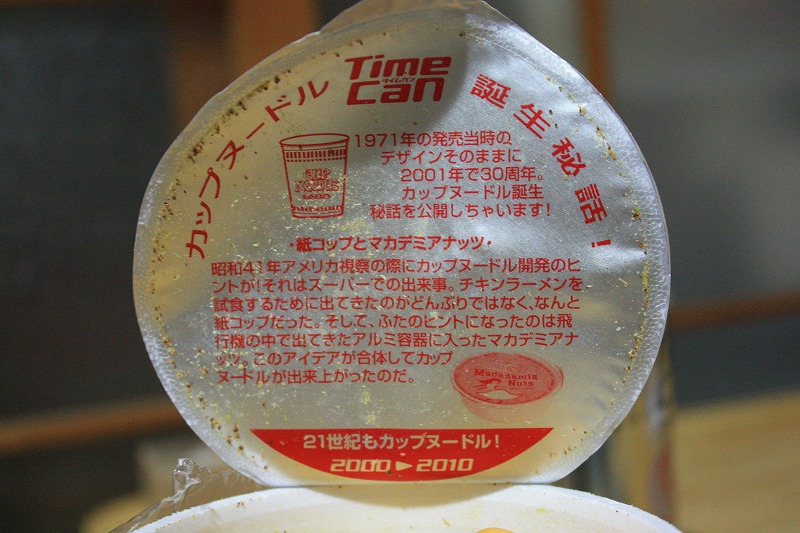 カップヌードル Time Can 誕生秘話！
タイムカン
1971年の発売当時の
デザインそのままに
2001年で30周年。
カップヌードル誕生
秘話を公開しちゃいます！
CUP NOODLE
・紙コップとマカデミアナッツ・
昭和41年アメリカ視察の際にカップヌードル開発のヒ
ントが！それはスーパーでの出来事。チキンラーメンを
試食するために出てきたのがどんぶりではなく、なんと
紙コップだった。そして、ふたのヒントになったのは飛
行機の中で出てきたアルミ容器に入ったマカデミアナ
ッツ。このアイデアが合体してカップ
ヌードルが出来上がったのだ。
Macadamia
Nuts
21世紀もカップヌードル！
2000▶2010